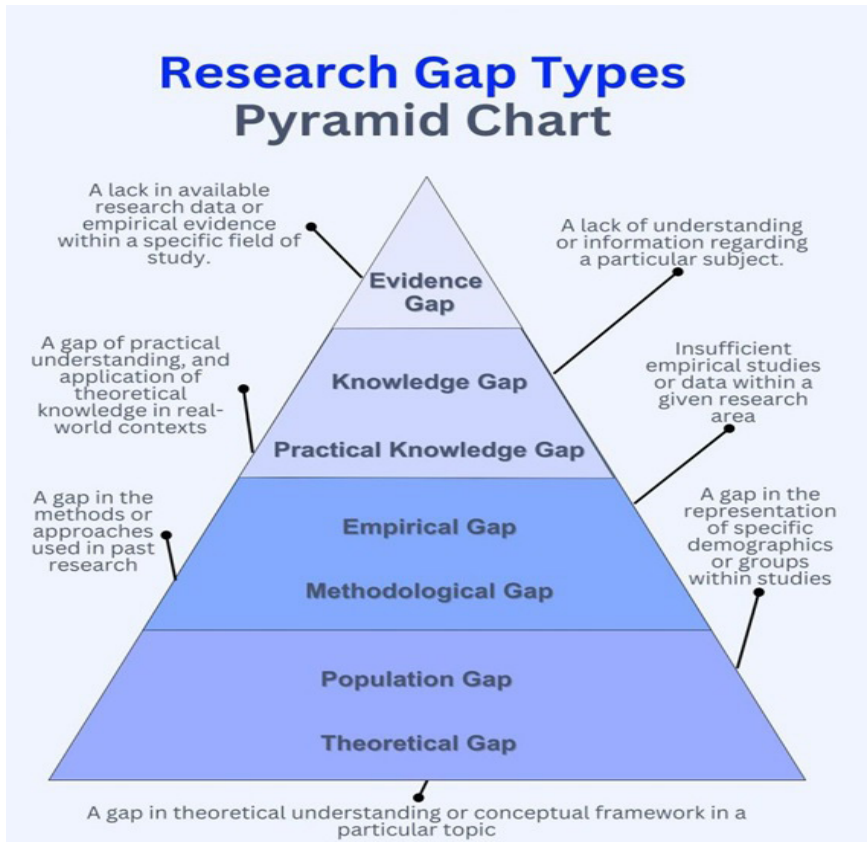 Research Gap Types
Pyramid Chart
A lack in available
research data or
empirical evidence
within a specific field of
study.
A lack of understanding
or information regarding
a particular subject.
Evidence
Gap
A gap of practical
understanding, and
application of
theoretical
knowledge in real-
world contexts
Insufficient
empirical studies
or data within a
given research
area
Knowledge Gap
Practical Knowledge Gap
A gap in the
methods or
approaches
used in past
research
A gap in the
representation
of specific
demographics
or groups
within studies
Empirical Gap
Methodological Gap
Population Gap
Theoretical Gap
A gap in theoretical understanding or conceptual framework in a
particular topic